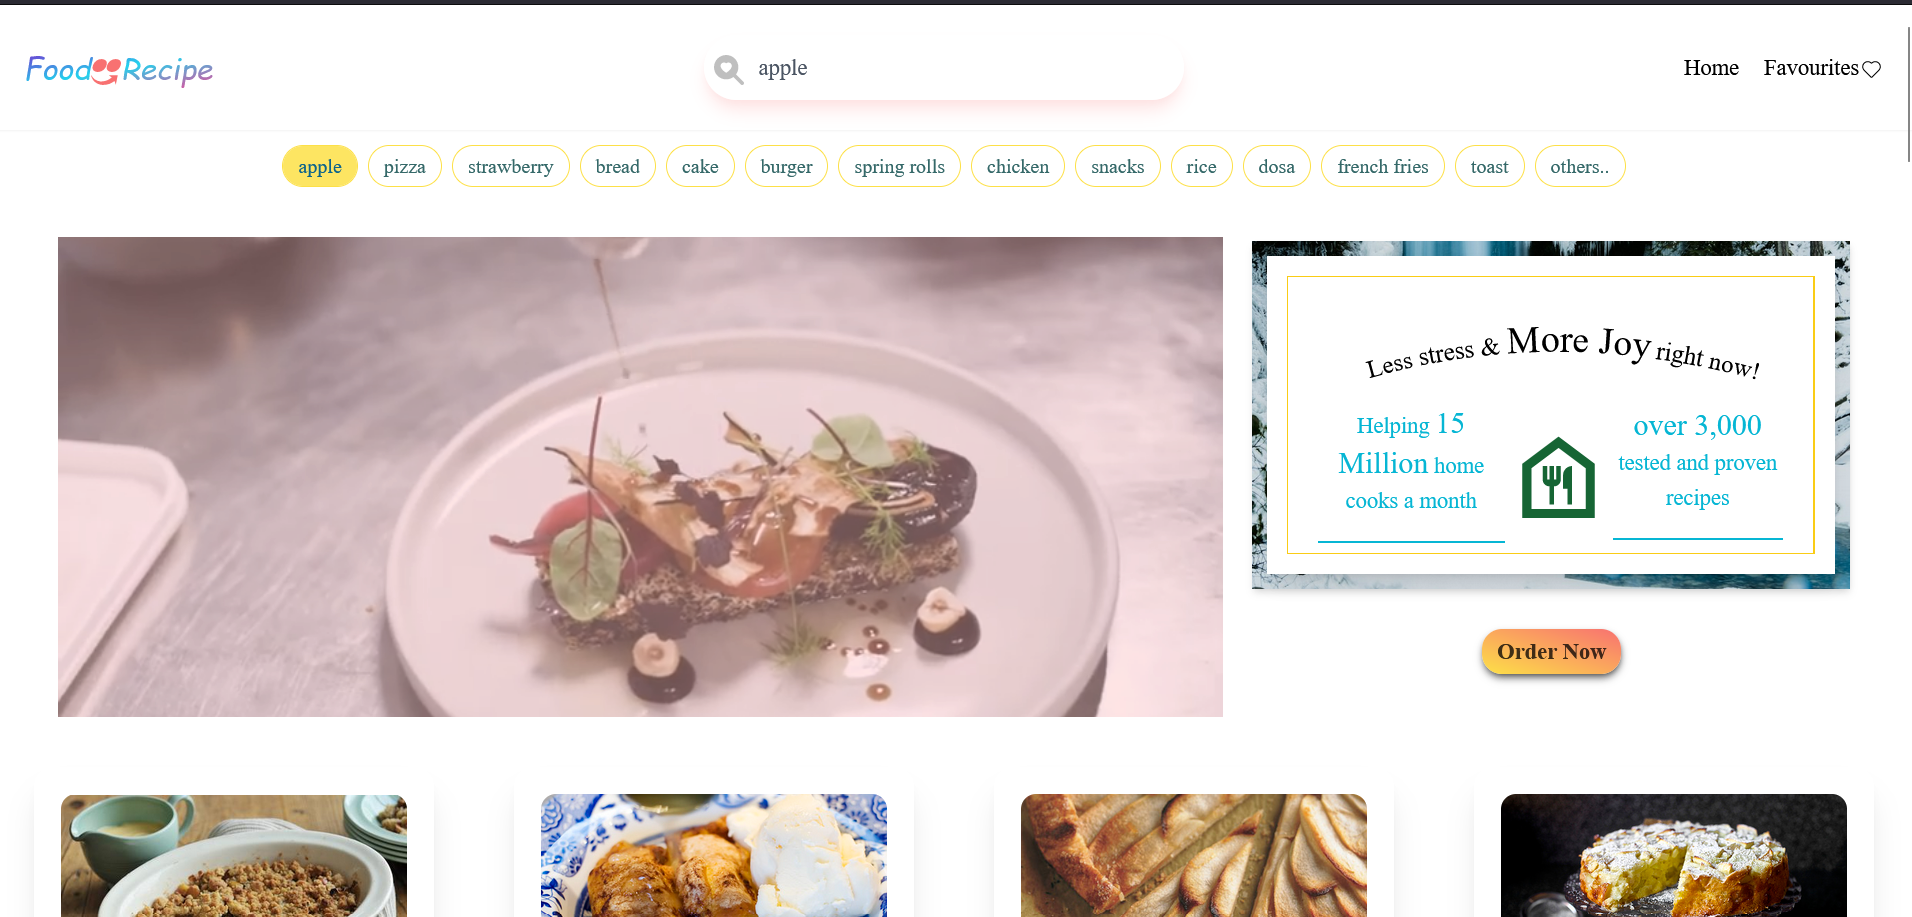 Food Recipe
apple
Home
Favourites
apple
pizza
strawberry
bread
cake
burger
spring rolls
chicken
snacks
rice
dosa
french fries
toast
others..
Less stress & More Joy right now!
Helping 15
Million home
cooks a month
over 3,000
tested and proven
recipes
Order Now